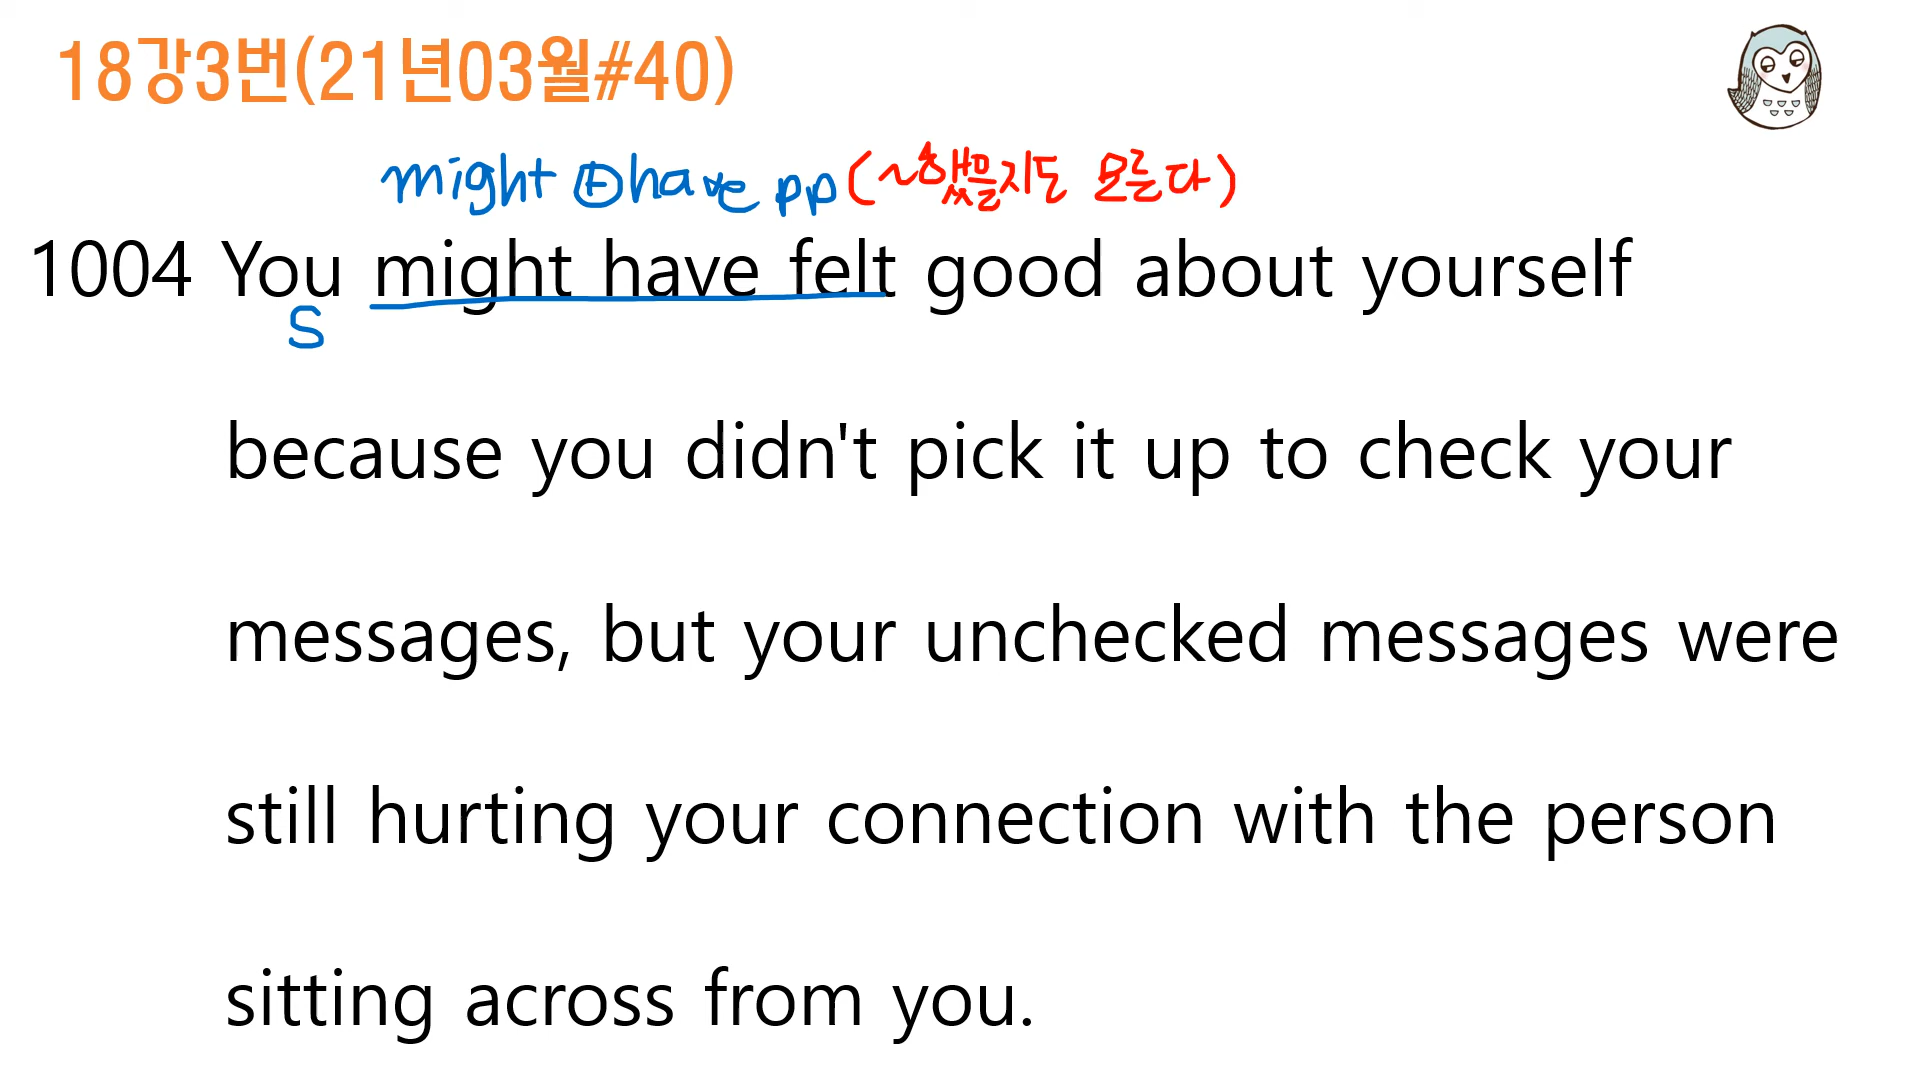 18강3번(21년03월#40)
might ⊕ have pp (~했을지도 모른다)
1004 You might have felt good about yourself
S
because you didn't pick it up to check your
messages, but your unchecked messages were
still hurting your connection with the person
sitting across from you.